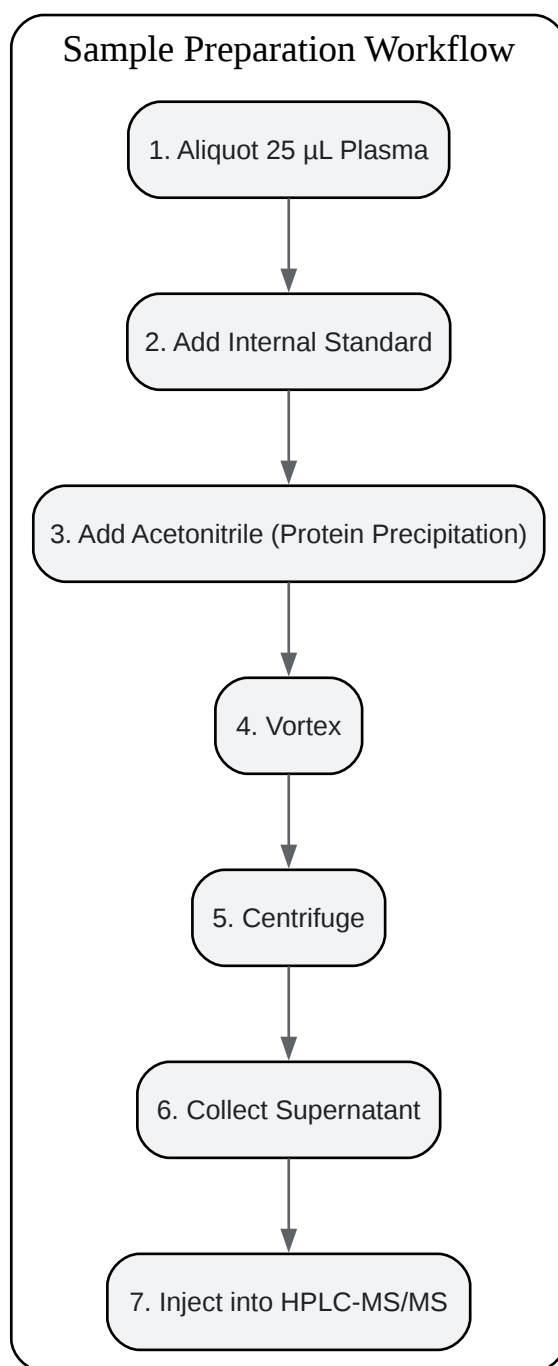 Sample Preparation Workflow
1. Aliquot 25 µL Plasma
2. Add Internal Standard
3. Add Acetonitrile (Protein Precipitation)
4. Vortex
5. Centrifuge
6. Collect Supernatant
7. Inject into HPLC-MS/MS